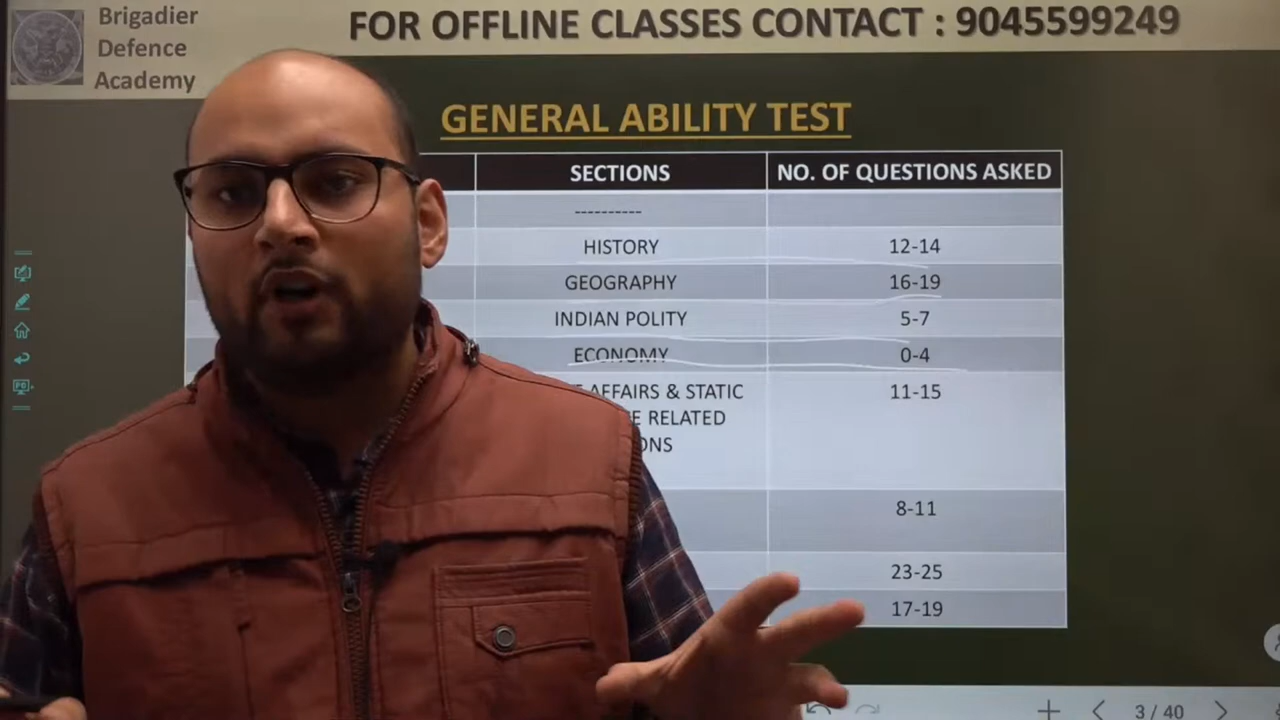 Brigadier
Defence
Academy
FOR OFFLINE CLASSES CONTACT : 9045599249
GENERAL ABILITY TEST
SECTIONS NO. OF QUESTIONS ASKED
----------
HISTORY 12-14
GEOGRAPHY 16-19
INDIAN POLITY 5-7
ECONOMY 0-4
AFFAIRS & STATIC 11-15
RELATED
8-11
23-25
17-19
3 / 40